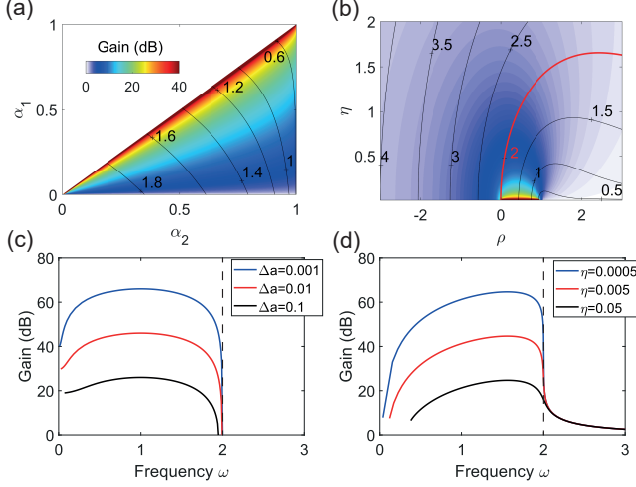 (a)
Gain (dB)
0 20 40
1
0.5
0
α1
0 0.5 1
α2
0.6
1.2
1.6
1.4
1
1.8
(b)
2
1.5
1
0.5
η
-2 0 2
ρ
3.5
2.5
4
3
2
1.5
1
0.5
(c)
80
60
40
20
0
Gain (dB)
0 1 2 3
Frequency ω
Δa=0.001
Δa=0.01
Δa=0.1
(d)
80
60
40
20
0
Gain (dB)
0 1 2 3
Frequency ω
η=0.0005
η=0.005
η=0.05